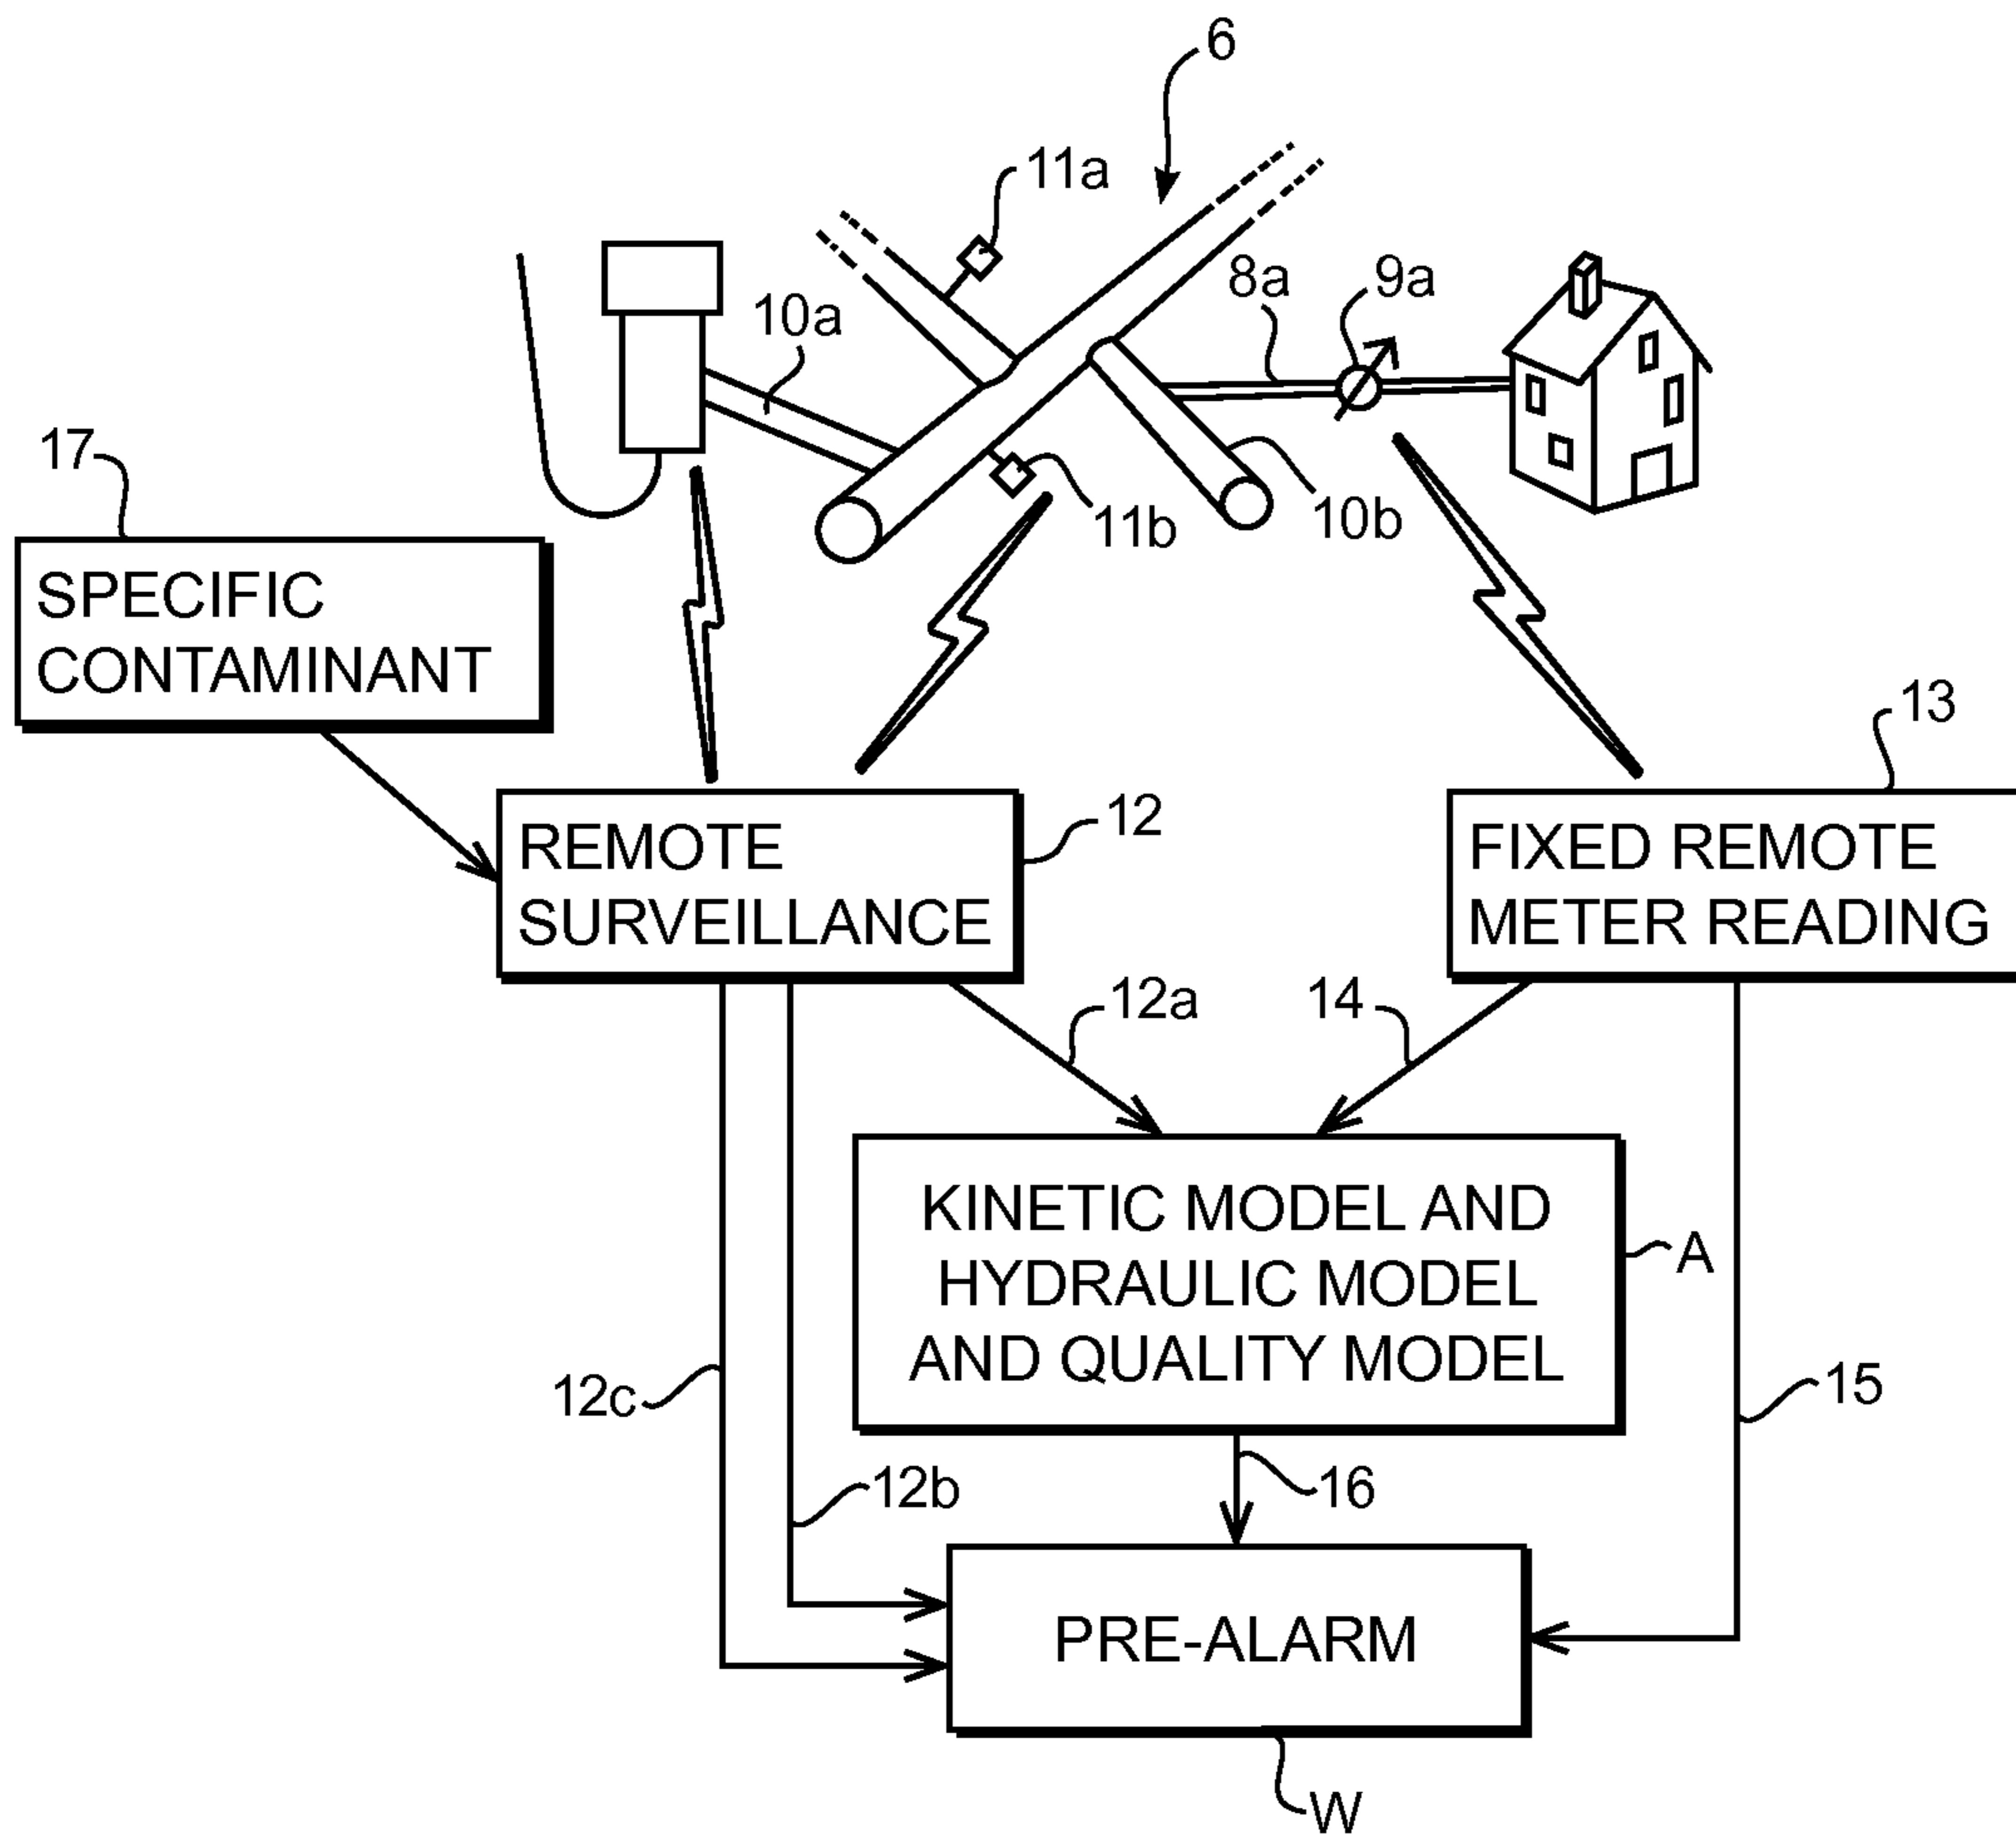 6
11a
8a
9a
10a
17
11b
10b
SPECIFIC
CONTAMINANT
13
12
REMOTE
SURVEILLANCE
FIXED REMOTE
METER READING
12a
14
KINETIC MODEL AND
HYDRAULIC MODEL
AND QUALITY MODEL
A
12c
15
12b
16
PRE-ALARM
W